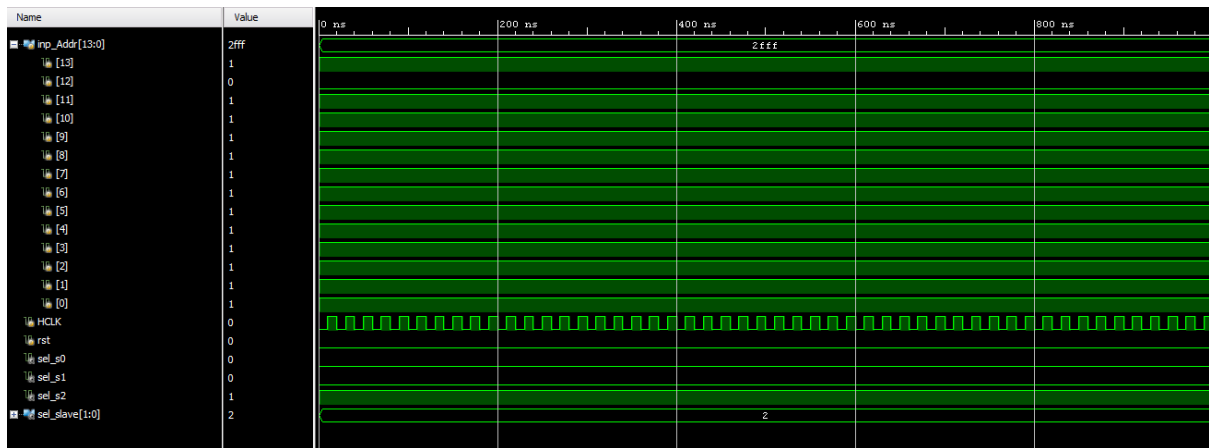 Name Value 0 ns 200 ns 400 ns 600 ns 800 ns
inp_Addr[13:0] 2fff 2fff
[13] 1
[12] 0
[11] 1
[10] 1
[9] 1
[8] 1
[7] 1
[6] 1
[5] 1
[4] 1
[3] 1
[2] 1
[1] 1
[0] 1
HCLK 0
rst 0
sel_s0 0
sel_s1 0
sel_s2 1
sel_slave[1:0] 2 2